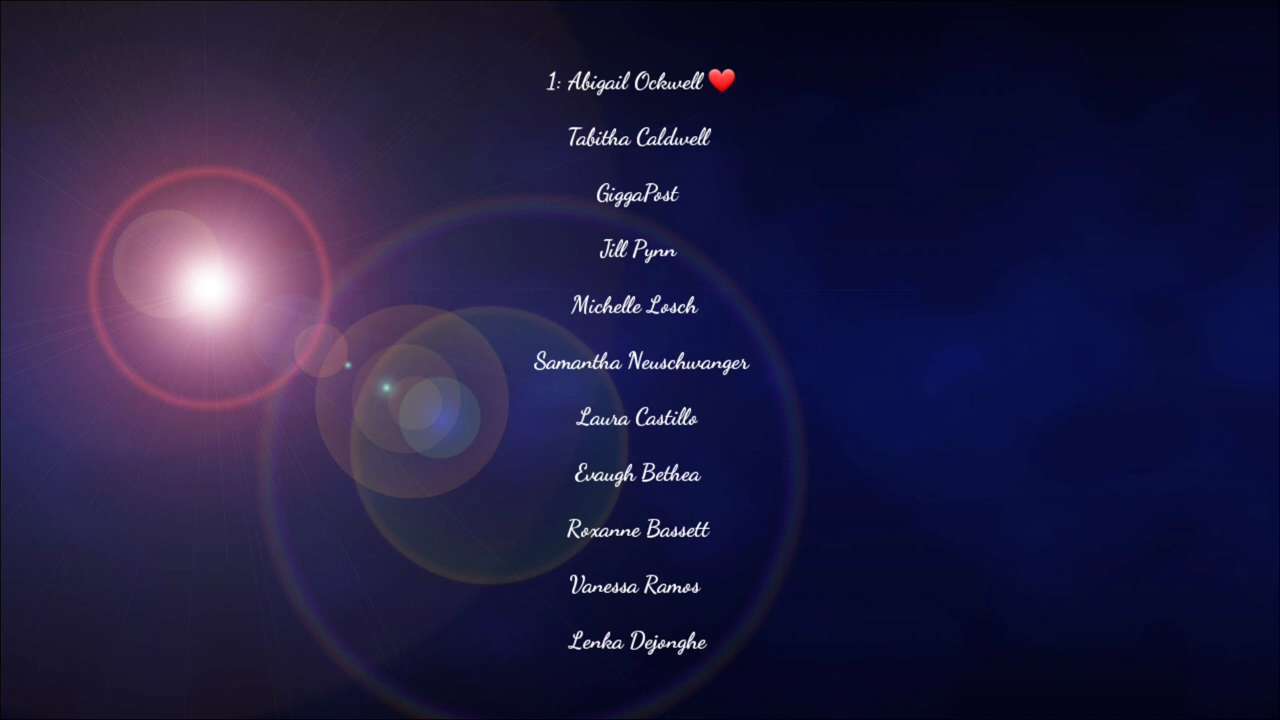 1: Abigail Ockwell ❤️
Tabitha Caldwell
GiggaPost
Jill Pynn
Michelle Losch
Samantha Neuschwanger
Laura Castillo
Evaugh Bethea
Roxanne Bassett
Vanessa Ramos
Lenka Dejonghe